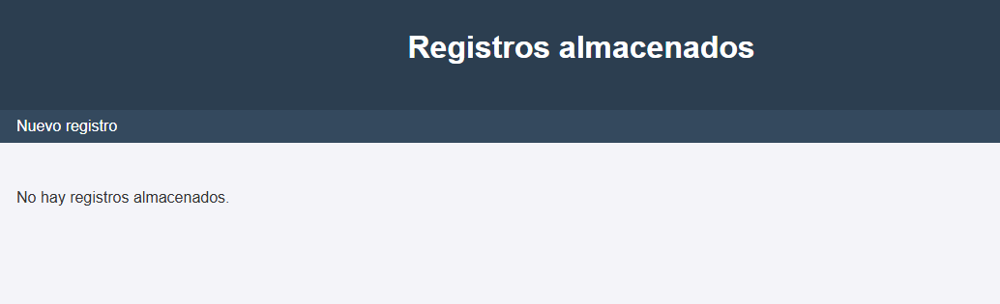 Registros almacenados
Nuevo registro
No hay registros almacenados.